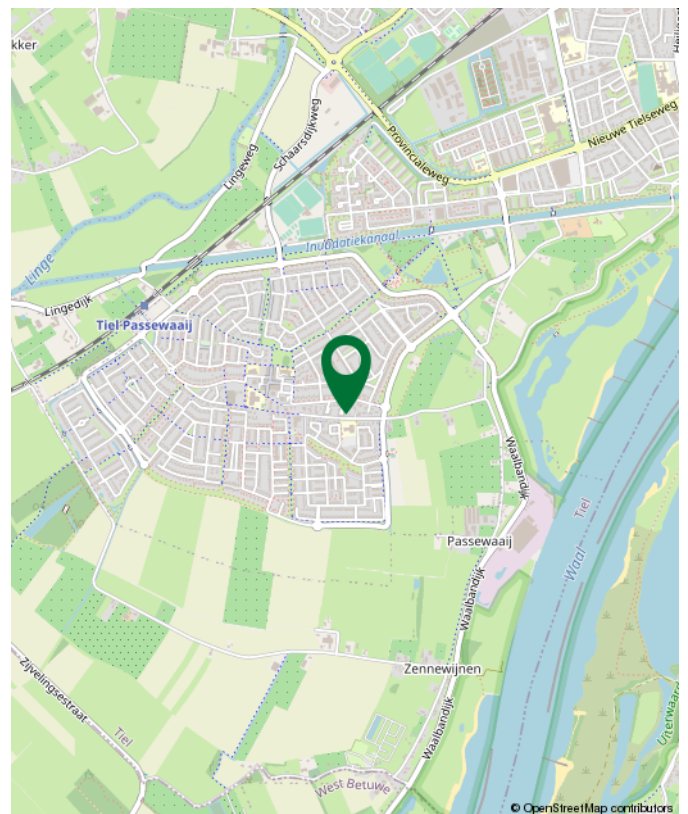 kker
Heiligest
Schaarsdijkweg
Lingeweg
Provincialeweg
Nieuwe Tielseweg
Inundatiekanaal
Linge
Lingedijk
Tiel Passewaaij
Waalbandijk
Tiel
Passewaaij
Waal
Waalbandijk
Zennewijnen
Zijvelingsestraat
Tiel
Waalbandijk
Uiterwaard
West Betuwe
© OpenStreetMap contributors